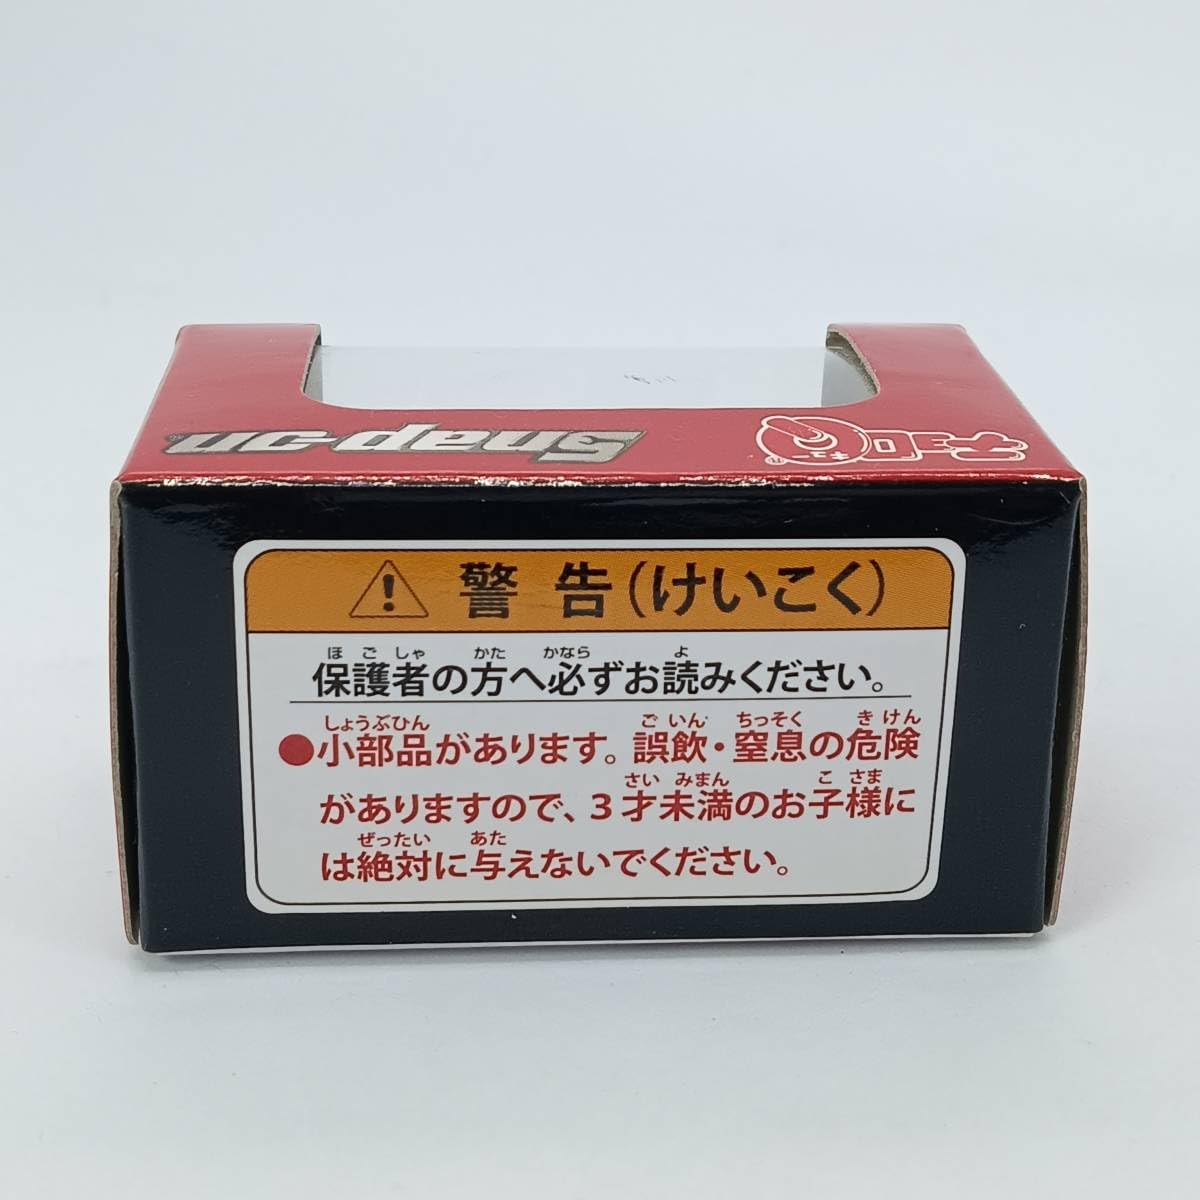 チョロ
キュー®
Snap-on
警告(けいこく)
ほごしゃ かた かなら よ
保護者の方へ必ずお読みください。
しょうぶひん ごいん ちっそく きけん
●小部品があります。誤飲・窒息の危険
さい みまん こさま
がありますので、3才未満のお子様に
ぜったい あた
は絶対に与えないでください。